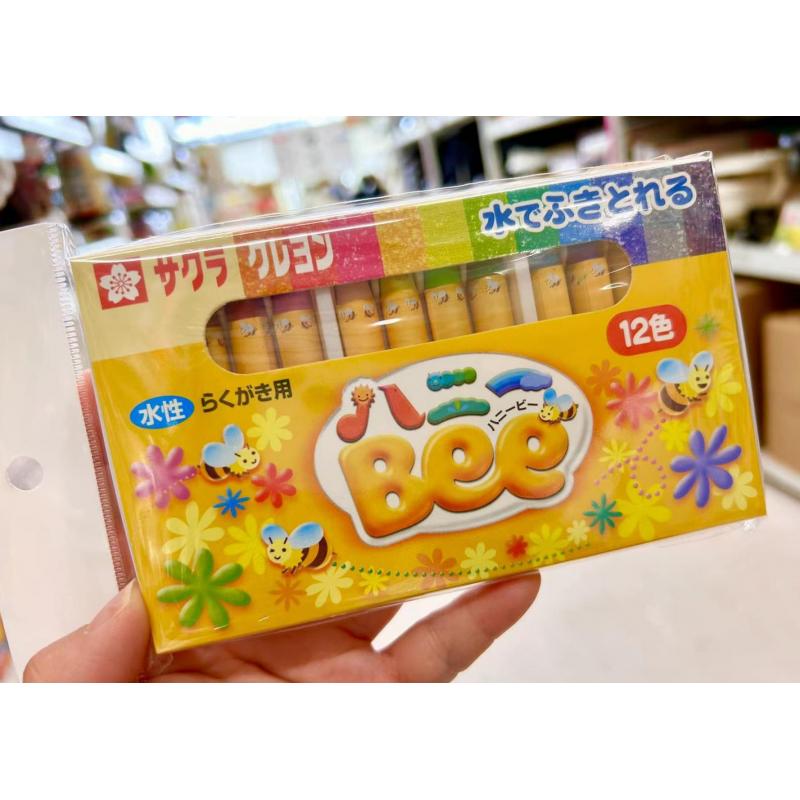 サクラ クレヨン
水でふきとれる
12色
水性 らくがき用
ハニー
ハニービー
Bee